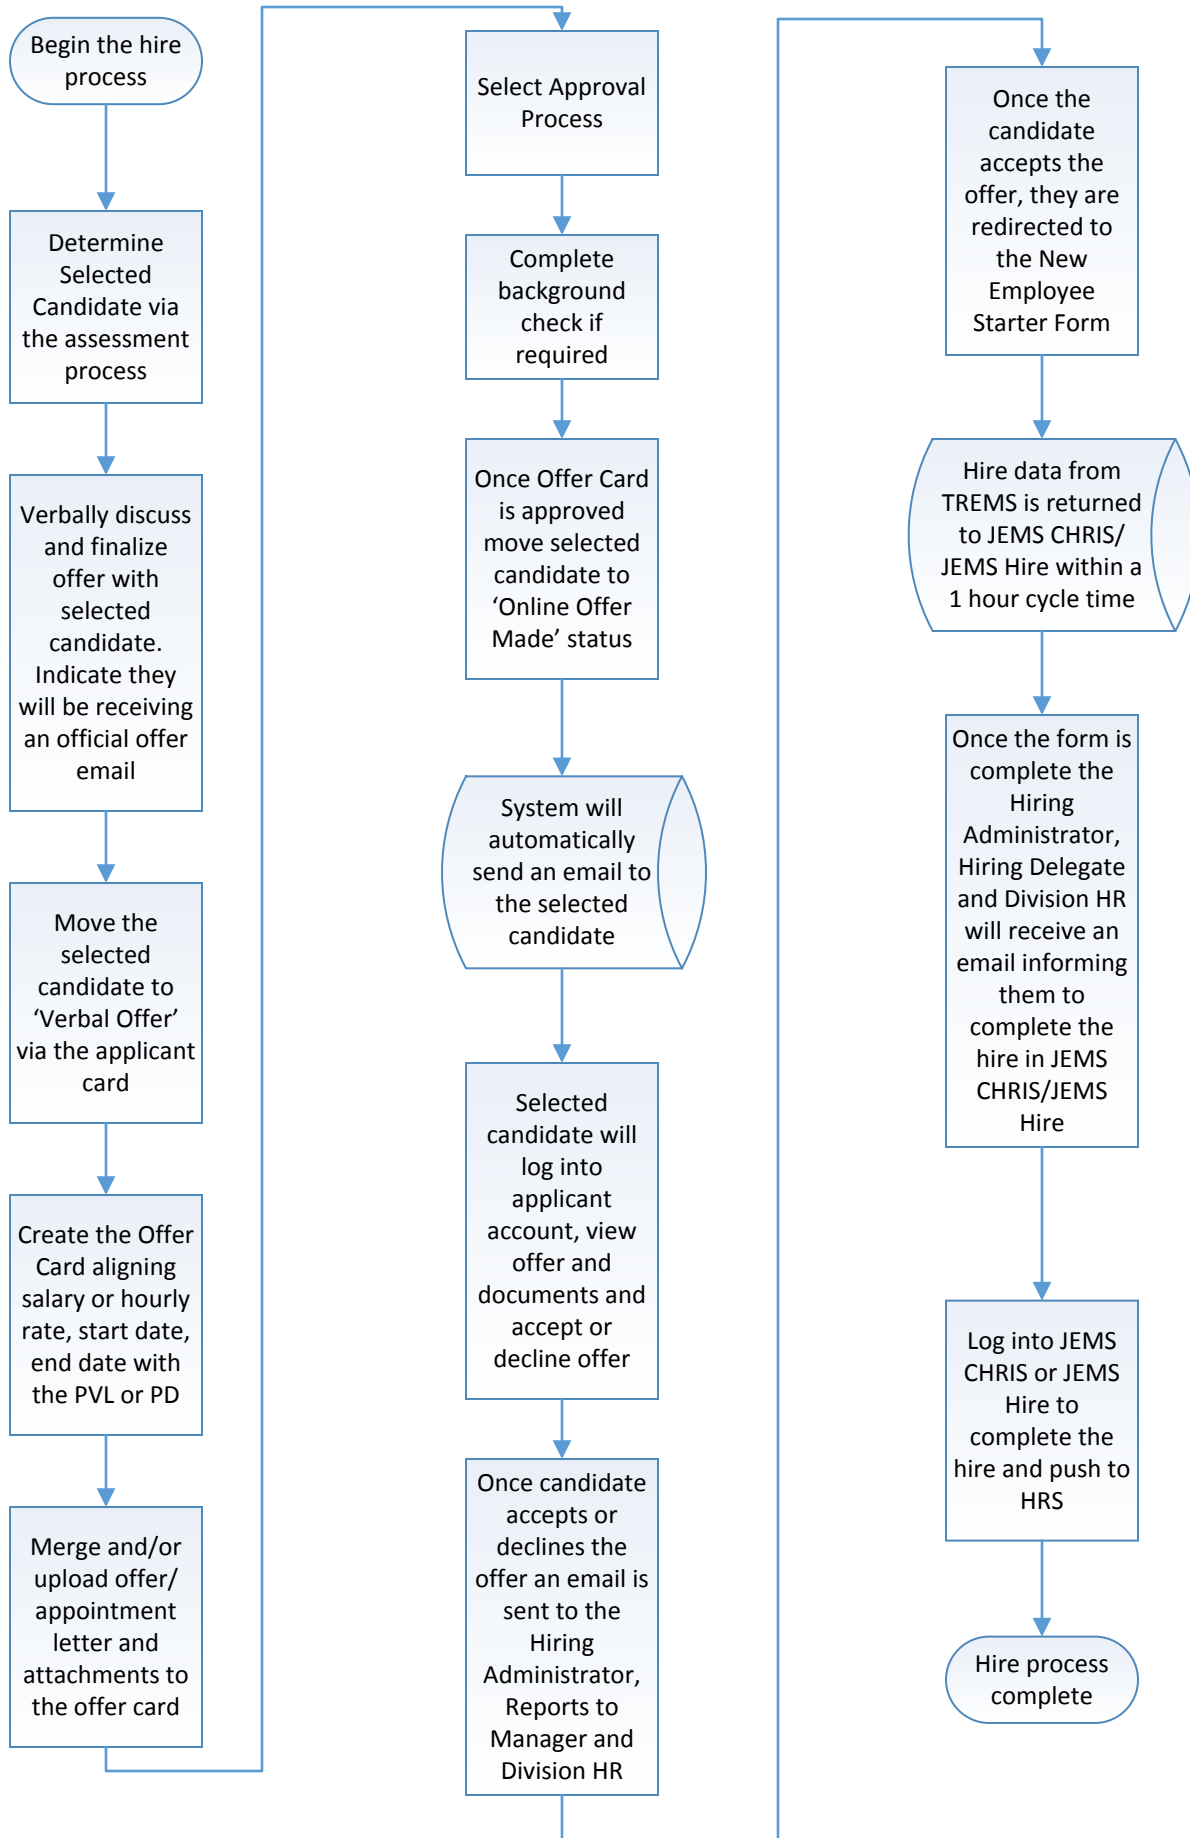 Begin the hire
process
Determine
Selected
Candidate via
the assessment
process
Verbally discuss
and finalize
offer with
selected
candidate.
Indicate they
will be receiving
an official offer
email
Move the
selected
candidate to
‘Verbal Offer’
via the applicant
card
Create the Offer
Card aligning
salary or hourly
rate, start date,
end date with
the PVL or PD
Merge and/or
upload offer/
appointment
letter and
attachments to
the offer card
Select Approval
Process
Complete
background
check if
required
Once Offer Card
is approved
move selected
candidate to
‘Online Offer
Made’ status
System will
automatically
send an email to
the selected
candidate
Selected
candidate will
log into
applicant
account, view
offer and
documents and
accept or
decline offer
Once candidate
accepts or
declines the
offer an email is
sent to the
Hiring
Administrator,
Reports to
Manager and
Division HR
Once the
candidate
accepts the
offer, they are
redirected to
the New
Employee
Starter Form
Hire data from
TREMS is returned
to JEMS CHRIS/
JEMS Hire within a
1 hour cycle time
Once the form is
complete the
Hiring
Administrator,
Hiring Delegate
and Division HR
will receive an
email informing
them to
complete the
hire in JEMS
CHRIS/JEMS
Hire
Log into JEMS
CHRIS or JEMS
Hire to
complete the
hire and push to
HRS
Hire process
complete